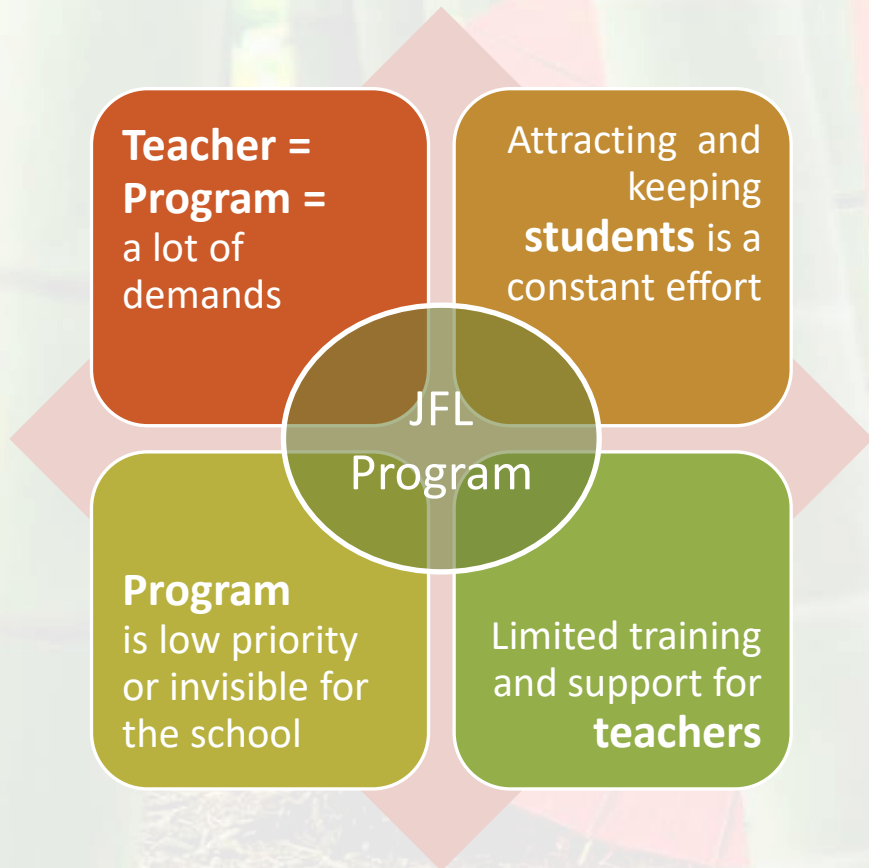 Teacher =
Program =
a lot of
demands
Attracting and
keeping
students is a
constant effort
JFL
Program
Program
is low priority
or invisible for
the school
Limited training
and support for
teachers